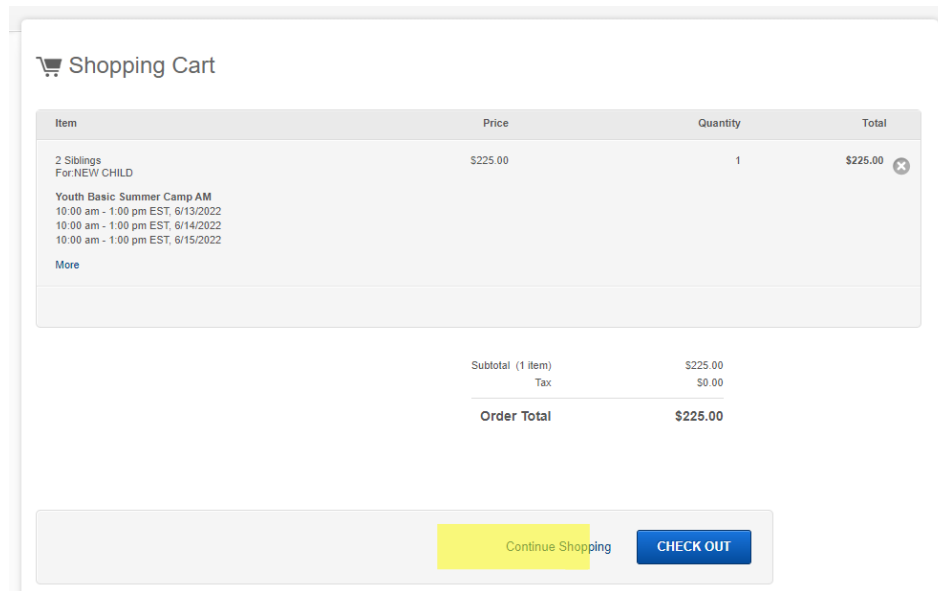 Shopping Cart
Item Price Quantity Total
2 Siblings $225.00 1 $225.00
For:NEW CHILD
Youth Basic Summer Camp AM
10:00 am - 1:00 pm EST, 6/13/2022
10:00 am - 1:00 pm EST, 6/14/2022
10:00 am - 1:00 pm EST, 6/15/2022
More
Subtotal (1 item) $225.00
Tax $0.00
Order Total $225.00
Continue Shopping CHECK OUT